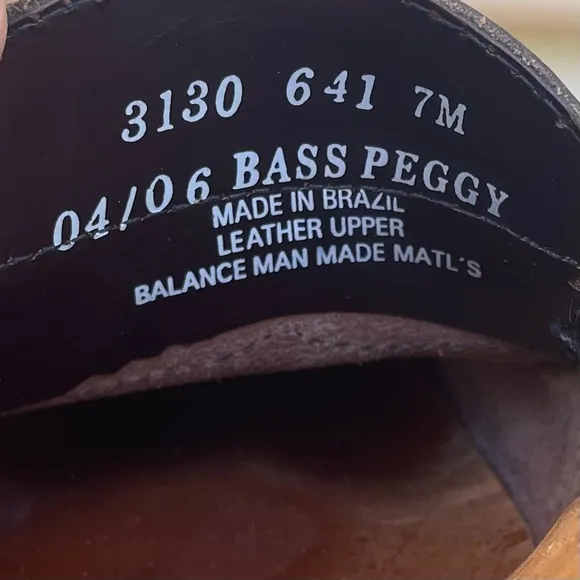 3130 641 7M
04/06 BASS PEGGY
MADE IN BRAZIL
LEATHER UPPER
BALANCE MAN MADE MATL'S